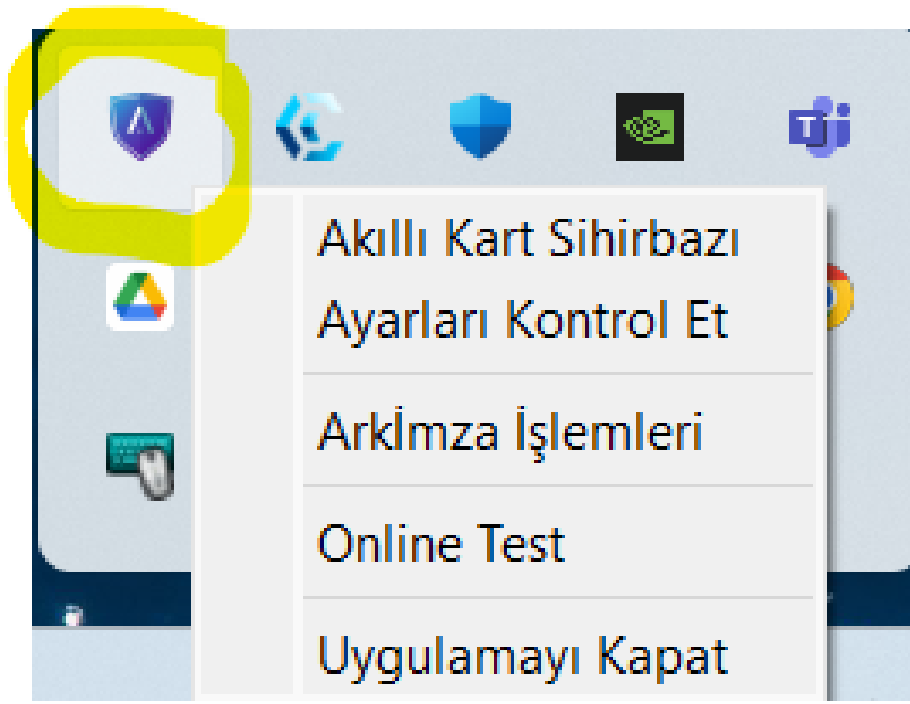 Akıllı Kart Sihirbazı
Ayarları Kontrol Et
Arkİmza İşlemleri
Online Test
Uygulamayı Kapat